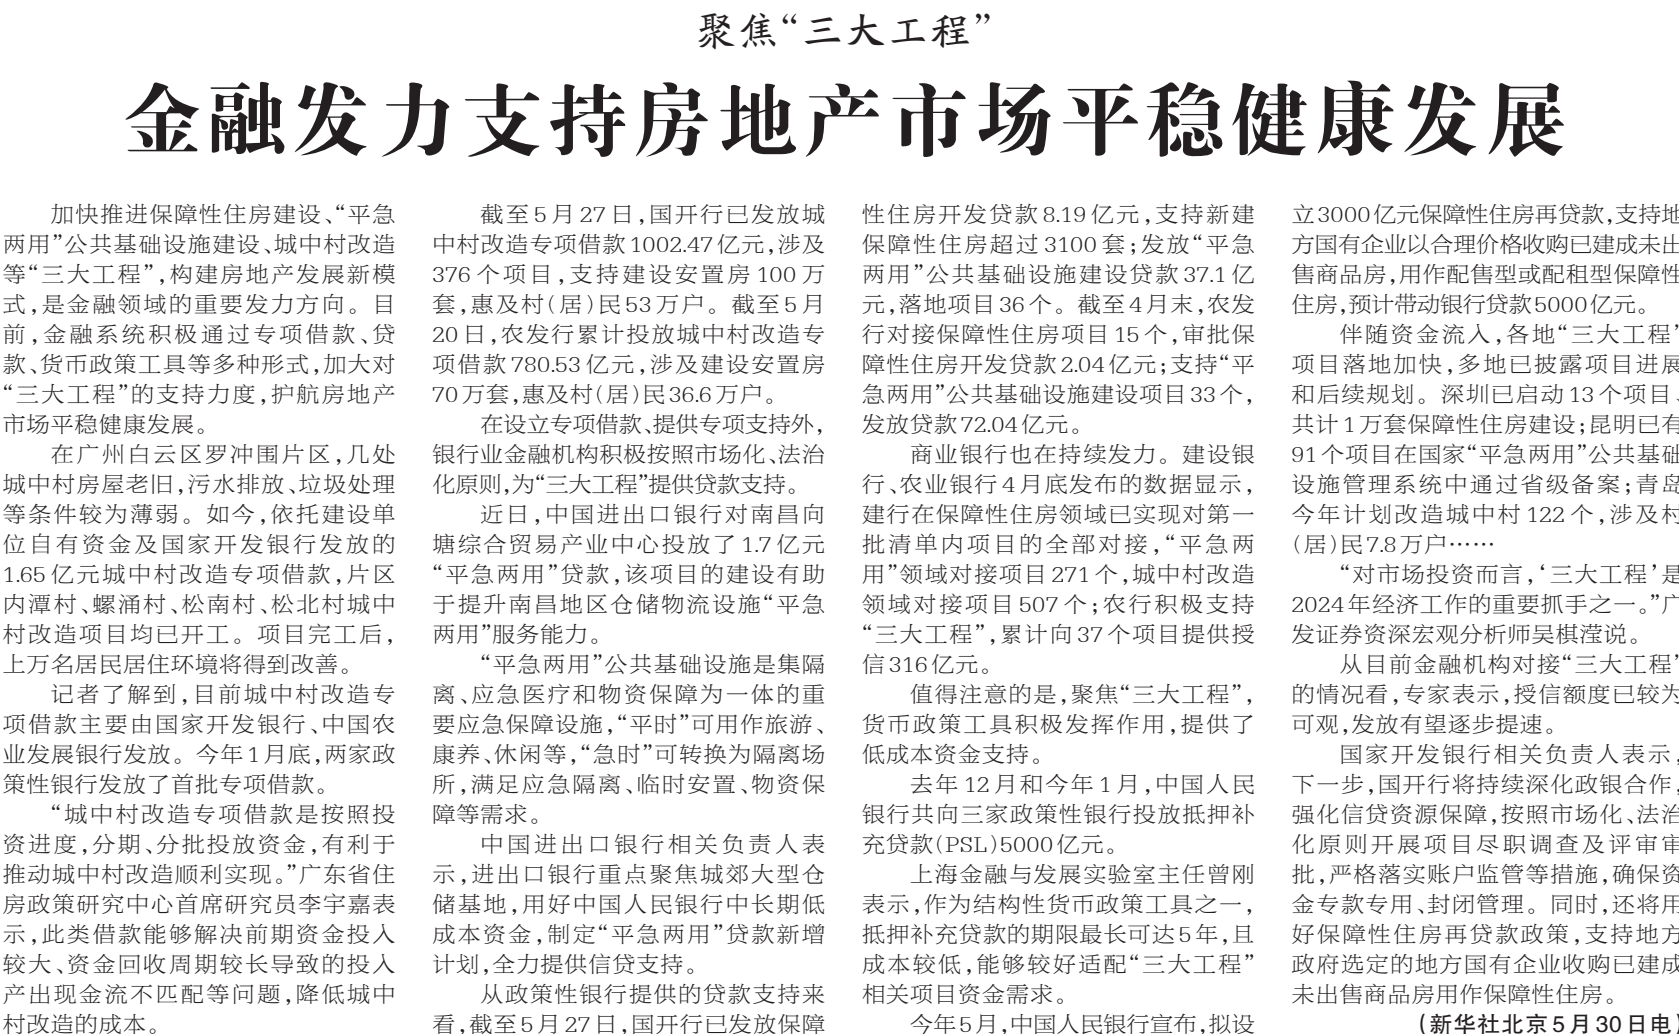 聚焦“三大工程”
金融发力支持房地产市场平稳健康发展
加快推进保障性住房建设、“平急
两用”公共基础设施建设、城中村改造
等“三大工程”，构建房地产发展新模
式，是金融领域的重要发力方向。目
前，金融系统积极通过专项借款、贷
款、货币政策工具等多种形式，加大对
“三大工程”的支持力度，护航房地产
市场平稳健康发展。
在广州白云区罗冲围片区，几处
城中村房屋老旧，污水排放、垃圾处理
等条件较为薄弱。如今，依托建设单
位自有资金及国家开发银行发放的
1.65亿元城中村改造专项借款，片区
内潭村、螺涌村、松南村、松北村城中
村改造项目均已开工。项目完工后，
上万名居民居住环境将得到改善。
记者了解到，目前城中村改造专
项借款主要由国家开发银行、中国农
业发展银行发放。今年1月底，两家政
策性银行发放了首批专项借款。
“城中村改造专项借款是按照投
资进度，分期、分批投放资金，有利于
推动城中村改造顺利实现。”广东省住
房政策研究中心首席研究员李宇嘉表
示，此类借款能够解决前期资金投入
较大、资金回收周期较长导致的投入
产出现金流不匹配等问题，降低城中
村改造的成本。
截至5月27日，国开行已发放城
中村改造专项借款1002.47亿元，涉及
376个项目，支持建设安置房100万
套，惠及村（居）民53万户。截至5月
20日，农发行累计投放城中村改造专
项借款780.53亿元，涉及建设安置房
70万套，惠及村（居）民36.6万户。
在设立专项借款、提供专项支持外，
银行业金融机构积极按照市场化、法治
化原则，为“三大工程”提供贷款支持。
近日，中国进出口银行对南昌向
塘综合贸易产业中心投放了1.7亿元
“平急两用”贷款，该项目的建设有助
于提升南昌地区仓储物流设施“平急
两用”服务能力。
“平急两用”公共基础设施是集隔
离、应急医疗和物资保障为一体的重
要应急保障设施，“平时”可用作旅游、
康养、休闲等，“急时”可转换为隔离场
所，满足应急隔离、临时安置、物资保
障等需求。
中国进出口银行相关负责人表
示，进出口银行重点聚焦城郊大型仓
储基地，用好中国人民银行中长期低
成本资金，制定“平急两用”贷款新增
计划，全力提供信贷支持。
从政策性银行提供的贷款支持来
看，截至5月27日，国开行已发放保障
性住房开发贷款8.19亿元，支持新建
保障性住房超过3100套；发放“平急
两用”公共基础设施建设贷款37.1亿
元，落地项目36个。截至4月末，农发
行对接保障性住房项目15个，审批保
障性住房开发贷款2.04亿元；支持“平
急两用”公共基础设施建设项目33个，
发放贷款72.04亿元。
商业银行也在持续发力。建设银
行、农业银行4月底发布的数据显示，
建行在保障性住房领域已实现对第一
批清单内项目的全部对接，“平急两
用”领域对接项目271个，城中村改造
领域对接项目507个；农行积极支持
“三大工程”，累计向37个项目提供授
信316亿元。
值得注意的是，聚焦“三大工程”，
货币政策工具积极发挥作用，提供了
低成本资金支持。
去年12月和今年1月，中国人民
银行共向三家政策性银行投放抵押补
充贷款（PSL）5000亿元。
上海金融与发展实验室主任曾刚
表示，作为结构性货币政策工具之一，
抵押补充贷款的期限最长可达5年，且
成本较低，能够较好适配“三大工程”
相关项目资金需求。
今年5月，中国人民银行宣布，拟设
立3000亿元保障性住房再贷款，支持地
方国有企业以合理价格收购已建成未出
售商品房，用作配售型或配租型保障性
住房，预计带动银行贷款5000亿元。
伴随资金流入，各地“三大工程”
项目落地加快，多地已披露项目进展
和后续规划。深圳已启动13个项目、
共计1万套保障性住房建设；昆明已有
91个项目在国家“平急两用”公共基础
设施管理系统中通过省级备案；青岛
今年计划改造城中村122个，涉及村
（居）民7.8万户……
“对市场投资而言，‘三大工程’是
2024年经济工作的重要抓手之一。”广
发证券资深宏观分析师吴棋滢说。
从目前金融机构对接“三大工程”
的情况看，专家表示，授信额度已较为
可观，发放有望逐步提速。
国家开发银行相关负责人表示，
下一步，国开行将持续深化政银合作，
强化信贷资源保障，按照市场化、法治
化原则开展项目尽职调查及评审审
批，严格落实账户监管等措施，确保资
金专款专用、封闭管理。同时，还将用
好保障性住房再贷款政策，支持地方
政府选定的地方国有企业收购已建成
未出售商品房用作保障性住房。
（新华社北京5月30日电